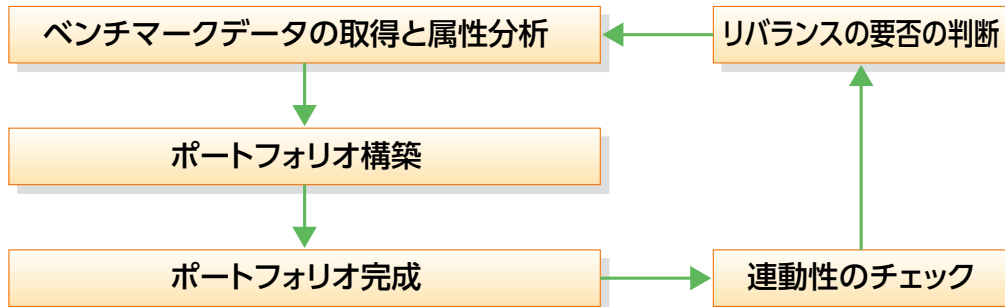 ベンチマークデータの取得と属性分析
リバランスの要否の判断
ポートフォリオ構築
ポートフォリオ完成
連動性のチェック